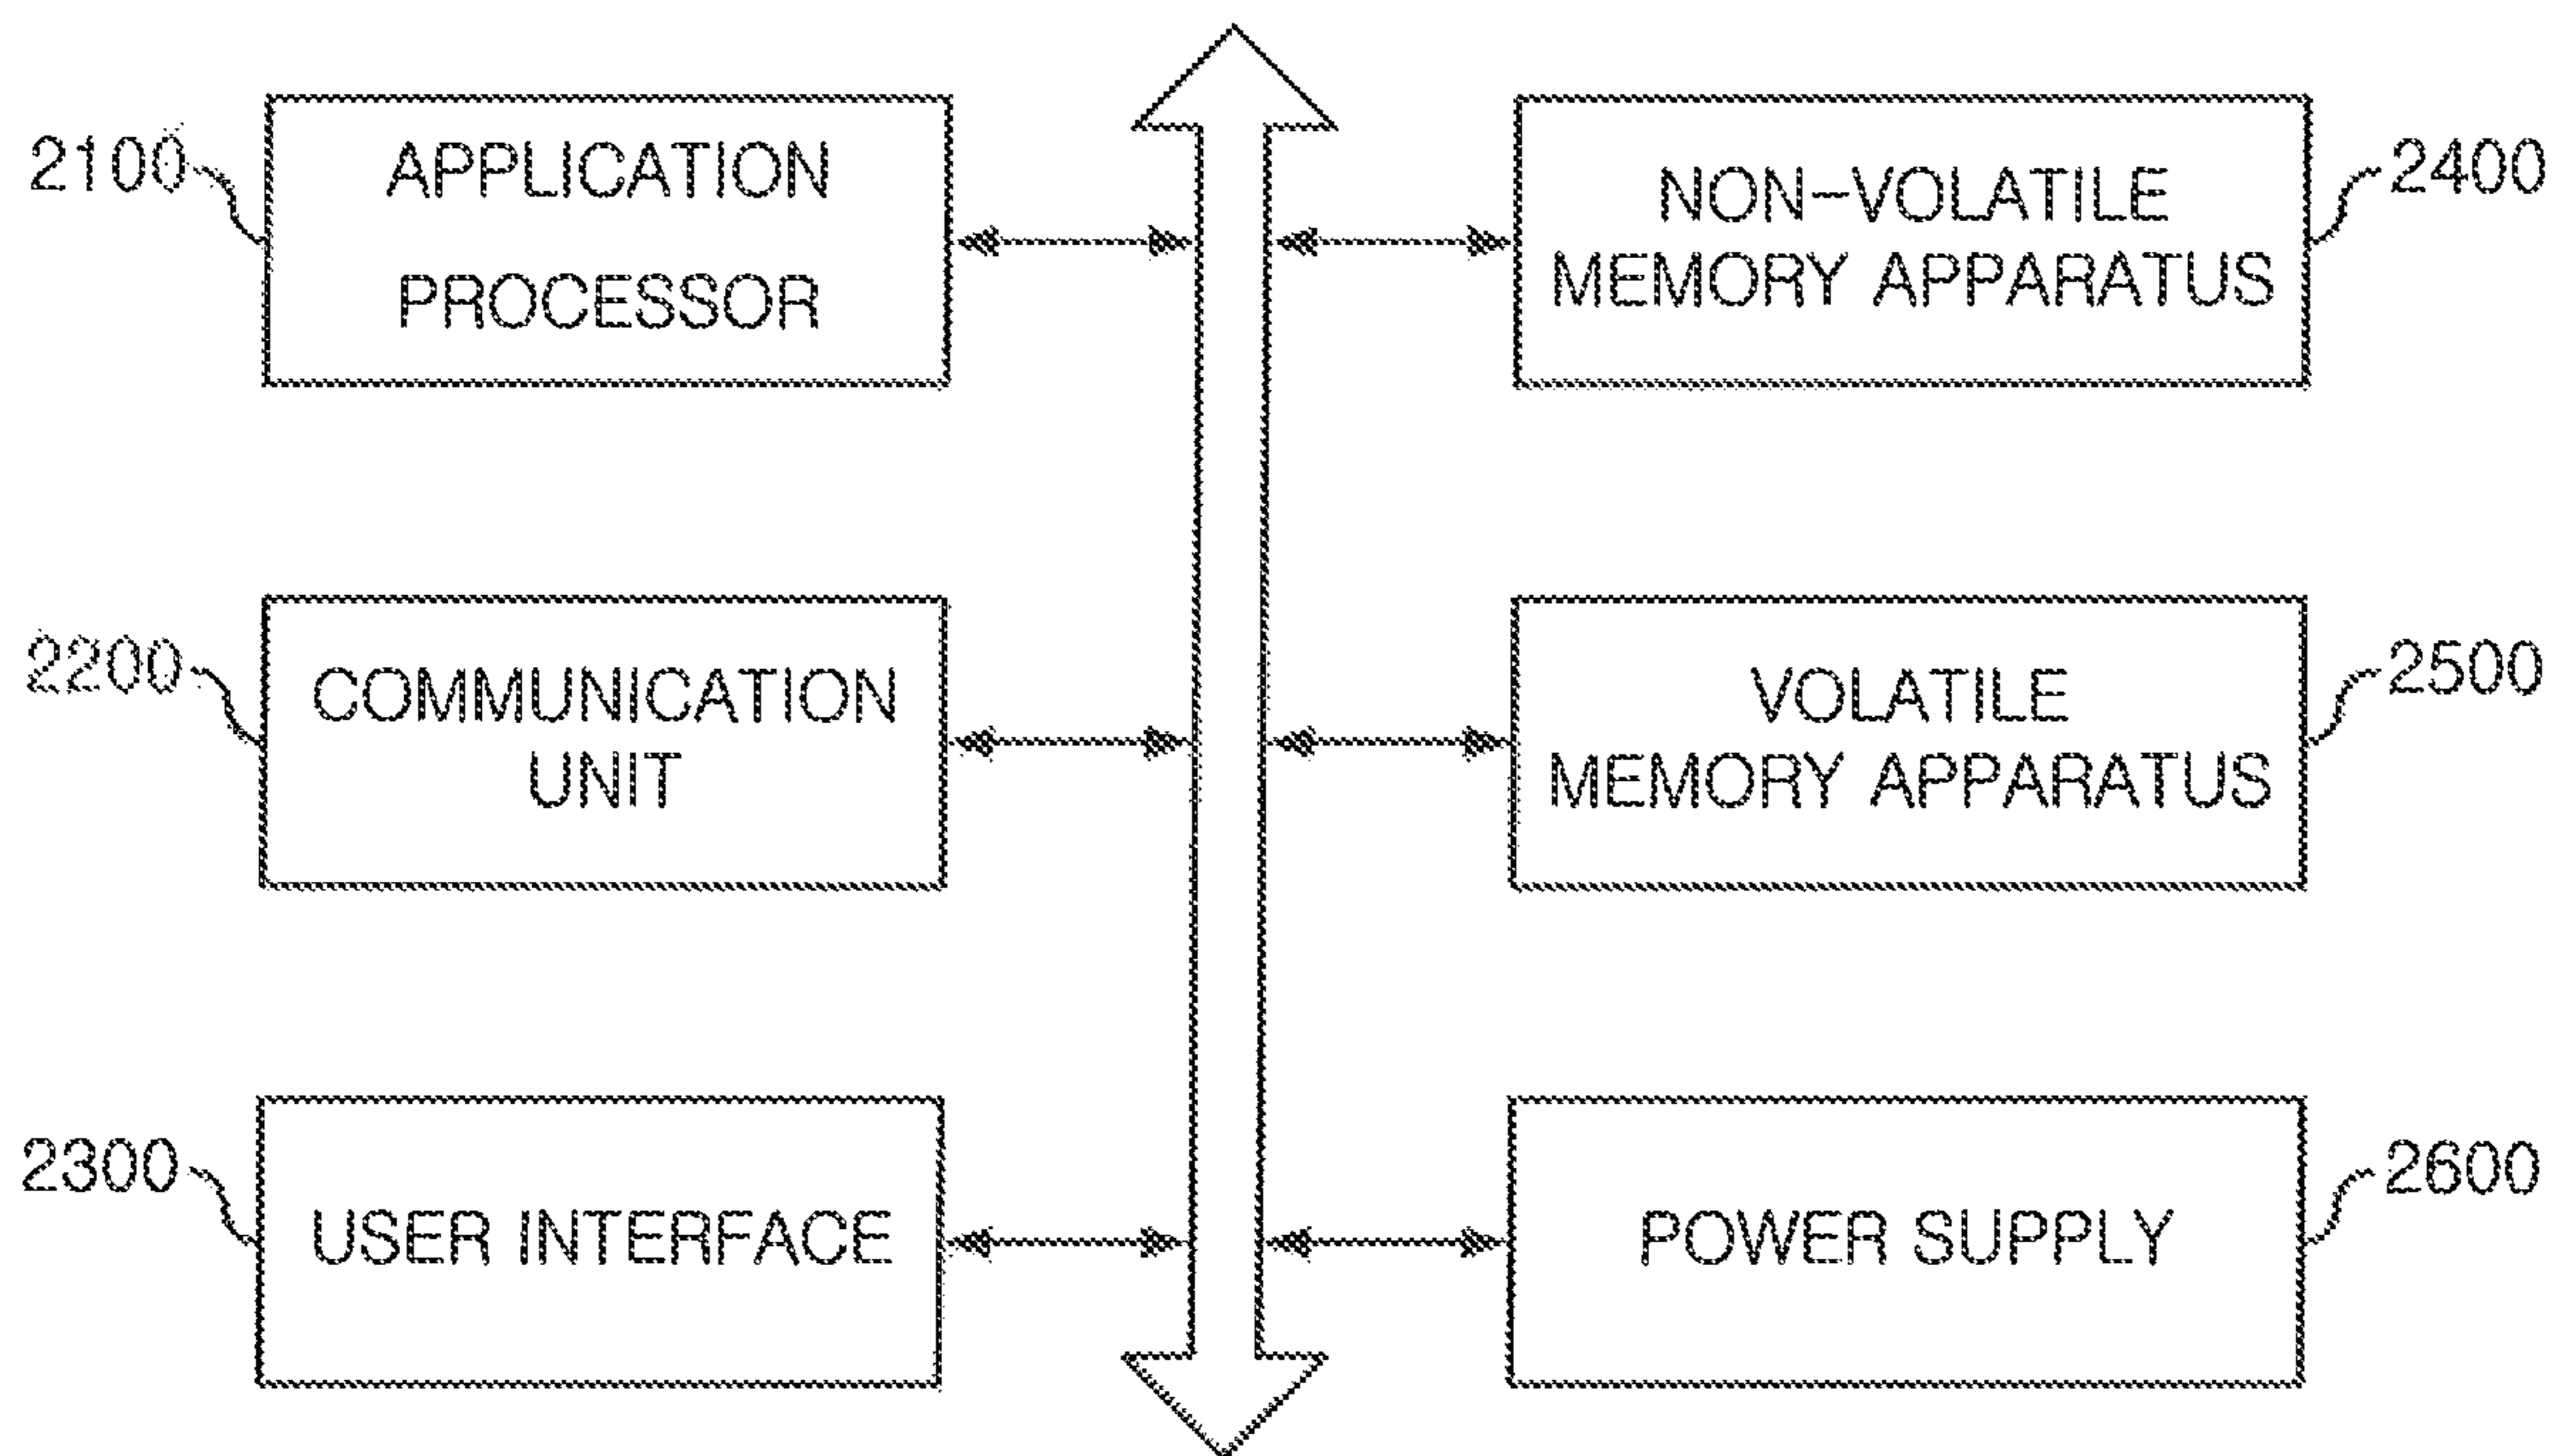 2100
APPLICATION
PROCESSOR
2400
NON-VOLATILE
MEMORY APPARATUS
2200
COMMUNICATION
UNIT
2500
VOLATILE
MEMORY APPARATUS
2300
USER INTERFACE
2600
POWER SUPPLY